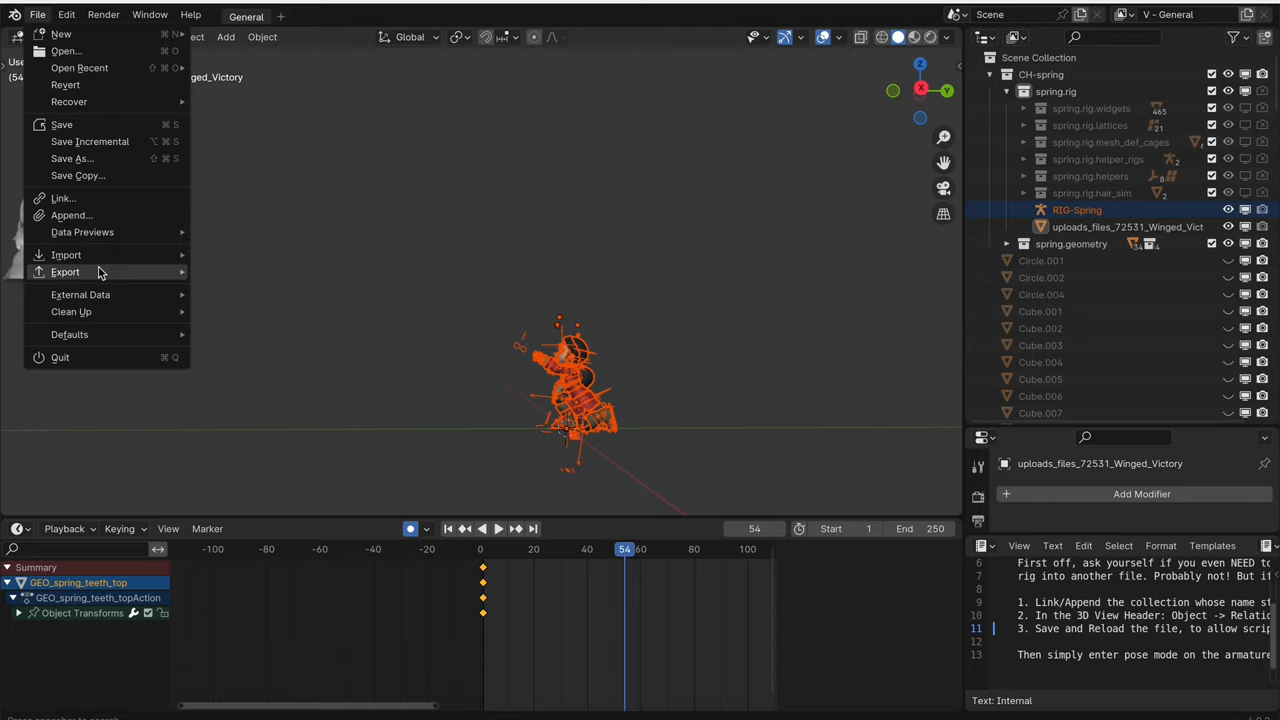 File Edit Render Window Help General Scene V - General
New ⌘ N
Open... ⌘ O
Open Recent ⇧ ⌘ O
Revert
Recover
Save ⌘ S
Save Incremental ⌥ ⌘ S
Save As... ⇧ ⌘ S
Save Copy...
Link...
Append...
Data Previews
Import
Export
External Data
Clean Up
Defaults
Quit ⌘ Q
ect Add Object Global
Use
(54 ged_Victory
Z
X
Y
Scene Collection
CH-spring
spring.rig
spring.rig.widgets 465
spring.rig.lattices 21
spring.rig.mesh_def_cages
spring.rig.helper_rigs 2
spring.rig.helpers 8
spring.rig.hair_sim 2
RIG-Spring
uploads_files_72531_Winged_Vict
spring.geometry 34 4
Circle.001
Circle.002
Circle.004
Cube.001
Cube.002
Cube.003
Cube.004
Cube.005
Cube.006
Cube.007
uploads_files_72531_Winged_Victory
Add Modifier
Playback Keying View Marker 54 Start 1 End 250
-100 -80 -60 -40 -20 0 20 40 54 60 80 100
Summary
GEO_spring_teeth_top
GEO_spring_teeth_topAction
Object Transforms
View Text Edit Select Format Templates
6 First off, ask yourself if you even NEED to
7 rig into another file. Probably not! But if
8
9 1. Link/Append the collection whose name st
10 2. In the 3D View Header: Object -> Relatio
11 3. Save and Reload the file, to allow scrip
12
13 Then simply enter pose mode on the armature
Text: Internal